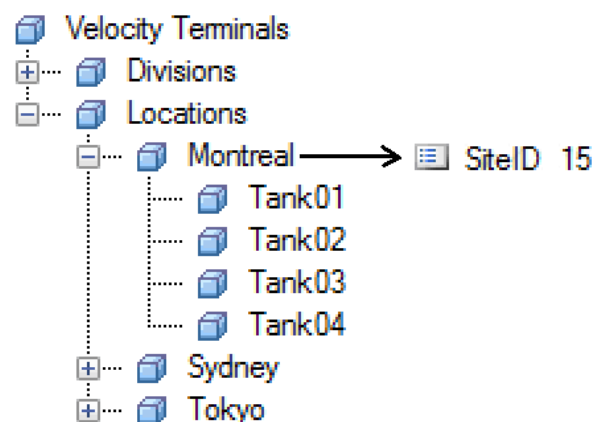 Velocity Terminals
Divisions
Locations
Montreal SiteID 15
Tank01
Tank02
Tank03
Tank04
Sydney
Tokyo